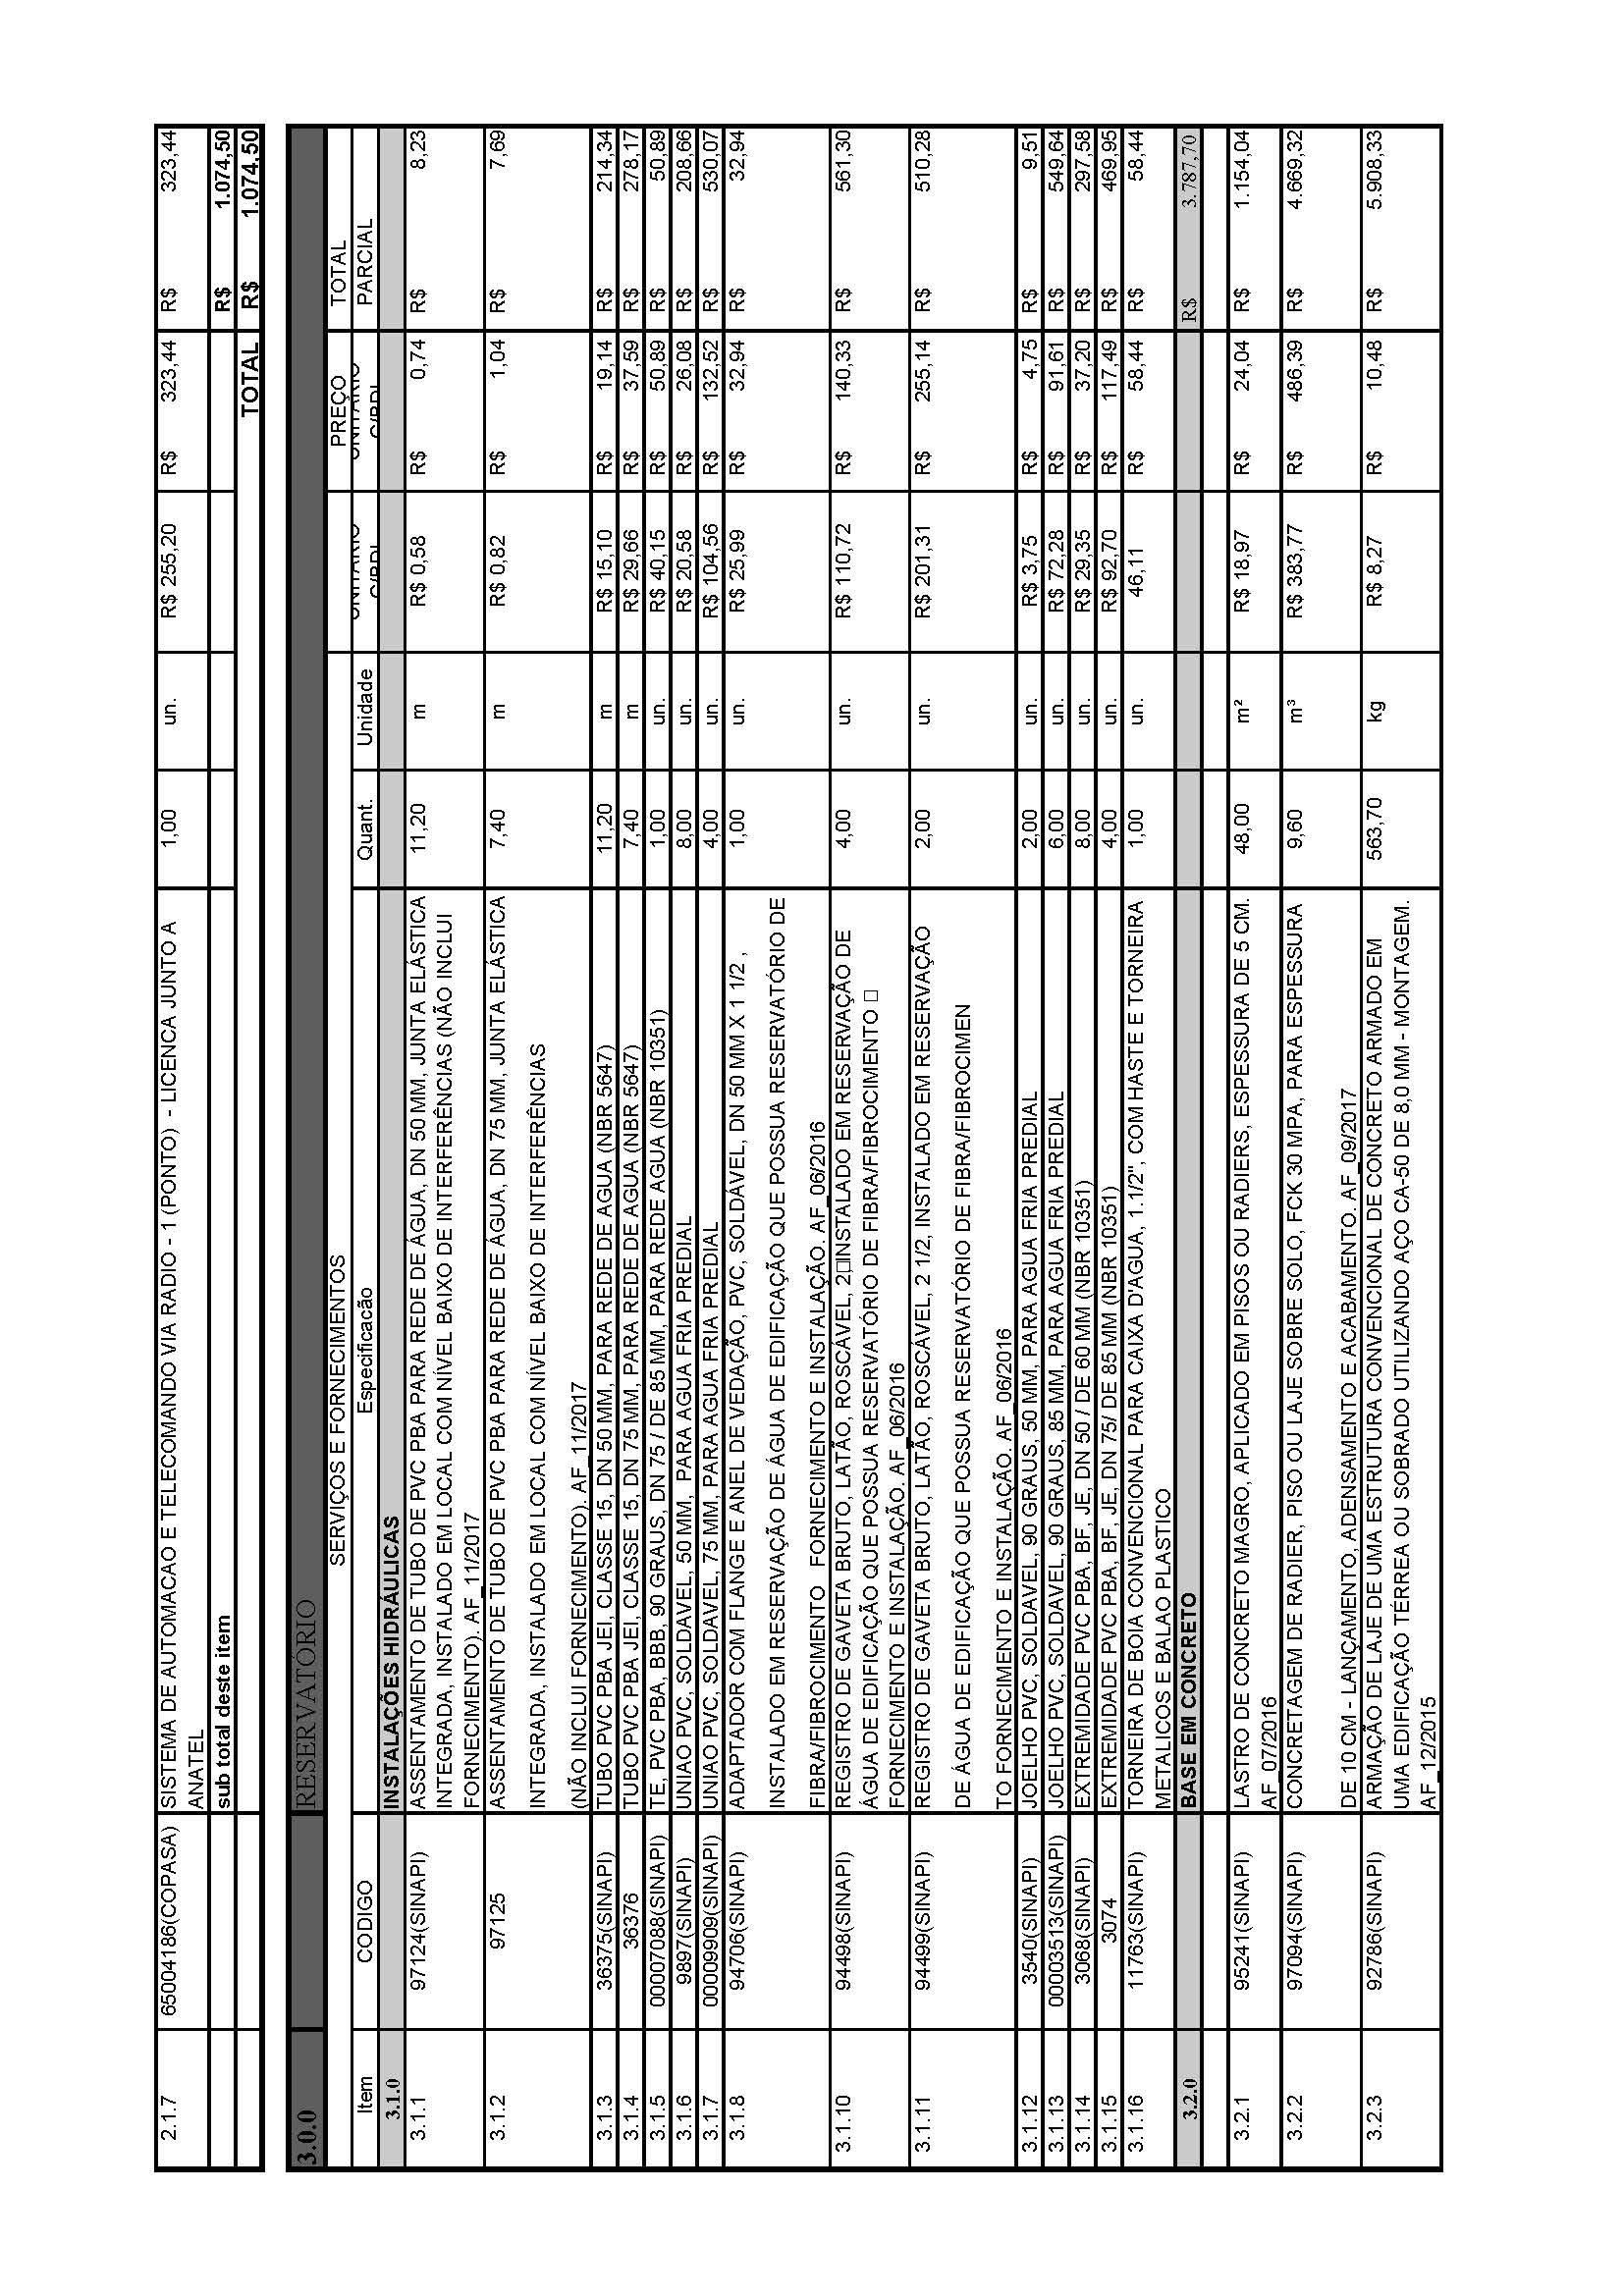 2.1.7 65004186(COPASA) SISTEMA DE AUTOMACAO E TELECOMANDO VIA RADIO - 1 (PONTO) - LICENCA JUNTO A 1,00 un. R$ 255,20 R$ 323,44 R$ 323,44
ANATEL
sub total deste item R$ 1.074,50
TOTAL R$ 1.074,50
3.0.0 RESERVATÓRIO
SERVIÇOS E FORNECIMENTOS PREÇO TOTAL
Item CODIGO Especificacão Quant. Unidade UNITARIO C/BDI UNITARIO C/BDI PARCIAL
3.1.0 INSTALAÇÕES HIDRÁULICAS
3.1.1 97124(SINAPI) ASSENTAMENTO DE TUBO DE PVC PBA PARA REDE DE ÁGUA, DN 50 MM, JUNTA ELÁSTICA 11,20 m R$ 0,58 R$ 0,74 R$ 8,23
INTEGRADA, INSTALADO EM LOCAL COM NÍVEL BAIXO DE INTERFERÊNCIAS (NÃO INCLUI
FORNECIMENTO). AF_11/2017
3.1.2 97125 ASSENTAMENTO DE TUBO DE PVC PBA PARA REDE DE ÁGUA, DN 75 MM, JUNTA ELÁSTICA 7,40 m R$ 0,82 R$ 1,04 R$ 7,69
INTEGRADA, INSTALADO EM LOCAL COM NÍVEL BAIXO DE INTERFERÊNCIAS
(NÃO INCLUI FORNECIMENTO). AF_11/2017
3.1.3 36375(SINAPI) TUBO PVC PBA JEI, CLASSE 15, DN 50 MM, PARA REDE DE AGUA (NBR 5647) 11,20 m R$ 15,10 R$ 19,14 R$ 214,34
3.1.4 36376 TUBO PVC PBA JEI, CLASSE 15, DN 75 MM, PARA REDE DE AGUA (NBR 5647) 7,40 m R$ 29,66 R$ 37,59 R$ 278,17
3.1.5 00007088(SINAPI) TE, PVC PBA, BBB, 90 GRAUS, DN 75 / DE 85 MM, PARA REDE AGUA (NBR 10351) 1,00 un. R$ 40,15 R$ 50,89 R$ 50,89
3.1.6 9897(SINAPI) UNIAO PVC, SOLDAVEL, 50 MM, PARA AGUA FRIA PREDIAL 8,00 un. R$ 20,58 R$ 26,08 R$ 208,66
3.1.7 00009909(SINAPI) UNIAO PVC, SOLDAVEL, 75 MM, PARA AGUA FRIA PREDIAL 4,00 un. R$ 104,56 R$ 132,52 R$ 530,07
3.1.8 94706(SINAPI) ADAPTADOR COM FLANGE E ANEL DE VEDAÇÃO, PVC, SOLDÁVEL, DN 50 MM X 1 1/2 , 1,00 un. R$ 25,99 R$ 32,94 R$ 32,94
INSTALADO EM RESERVAÇÃO DE ÁGUA DE EDIFICAÇÃO QUE POSSUA RESERVATÓRIO DE
FIBRA/FIBROCIMENTO FORNECIMENTO E INSTALAÇÃO. AF_06/2016
3.1.10 94498(SINAPI) REGISTRO DE GAVETA BRUTO, LATÃO, ROSCÁVEL, 2□INSTALADO EM RESERVAÇÃO DE 4,00 un. R$ 110,72 R$ 140,33 R$ 561,30
ÁGUA DE EDIFICAÇÃO QUE POSSUA RESERVATÓRIO DE FIBRA/FIBROCIMENTO □
FORNECIMENTO E INSTALAÇÃO. AF_06/2016
3.1.11 94499(SINAPI) REGISTRO DE GAVETA BRUTO, LATÃO, ROSCÁVEL, 2 1/2, INSTALADO EM RESERVAÇÃO 2,00 un. R$ 201,31 R$ 255,14 R$ 510,28
DE ÁGUA DE EDIFICAÇÃO QUE POSSUA RESERVATÓRIO DE FIBRA/FIBROCIMEN
TO FORNECIMENTO E INSTALAÇÃO. AF_06/2016
3.1.12 3540(SINAPI) JOELHO PVC, SOLDAVEL, 90 GRAUS, 50 MM, PARA AGUA FRIA PREDIAL 2,00 un. R$ 3,75 R$ 4,75 R$ 9,51
3.1.13 00003513(SINAPI) JOELHO PVC, SOLDAVEL, 90 GRAUS, 85 MM, PARA AGUA FRIA PREDIAL 6,00 un. R$ 72,28 R$ 91,61 R$ 549,64
3.1.14 3068(SINAPI) EXTREMIDADE PVC PBA, BF, JE, DN 50 / DE 60 MM (NBR 10351) 8,00 un. R$ 29,35 R$ 37,20 R$ 297,58
3.1.15 3074 EXTREMIDADE PVC PBA, BF, JE, DN 75/ DE 85 MM (NBR 10351) 4,00 un. R$ 92,70 R$ 117,49 R$ 469,95
3.1.16 11763(SINAPI) TORNEIRA DE BOIA CONVENCIONAL PARA CAIXA D'AGUA, 1.1/2", COM HASTE E TORNEIRA 1,00 un. 46,11 R$ 58,44 R$ 58,44
METALICOS E BALAO PLASTICO
3.2.0 BASE EM CONCRETO R$ 3.787,70
3.2.1 95241(SINAPI) LASTRO DE CONCRETO MAGRO, APLICADO EM PISOS OU RADIERS, ESPESSURA DE 5 CM. 48,00 m² R$ 18,97 R$ 24,04 R$ 1.154,04
AF_07/2016
3.2.2 97094(SINAPI) CONCRETAGEM DE RADIER, PISO OU LAJE SOBRE SOLO, FCK 30 MPA, PARA ESPESSURA 9,60 m³ R$ 383,77 R$ 486,39 R$ 4.669,32
DE 10 CM - LANÇAMENTO, ADENSAMENTO E ACABAMENTO. AF_09/2017
3.2.3 92786(SINAPI) ARMAÇÃO DE LAJE DE UMA ESTRUTURA CONVENCIONAL DE CONCRETO ARMADO EM 563,70 kg R$ 8,27 R$ 10,48 R$ 5.908,33
UMA EDIFICAÇÃO TÉRREA OU SOBRADO UTILIZANDO AÇO CA-50 DE 8,0 MM - MONTAGEM.
AF_12/2015